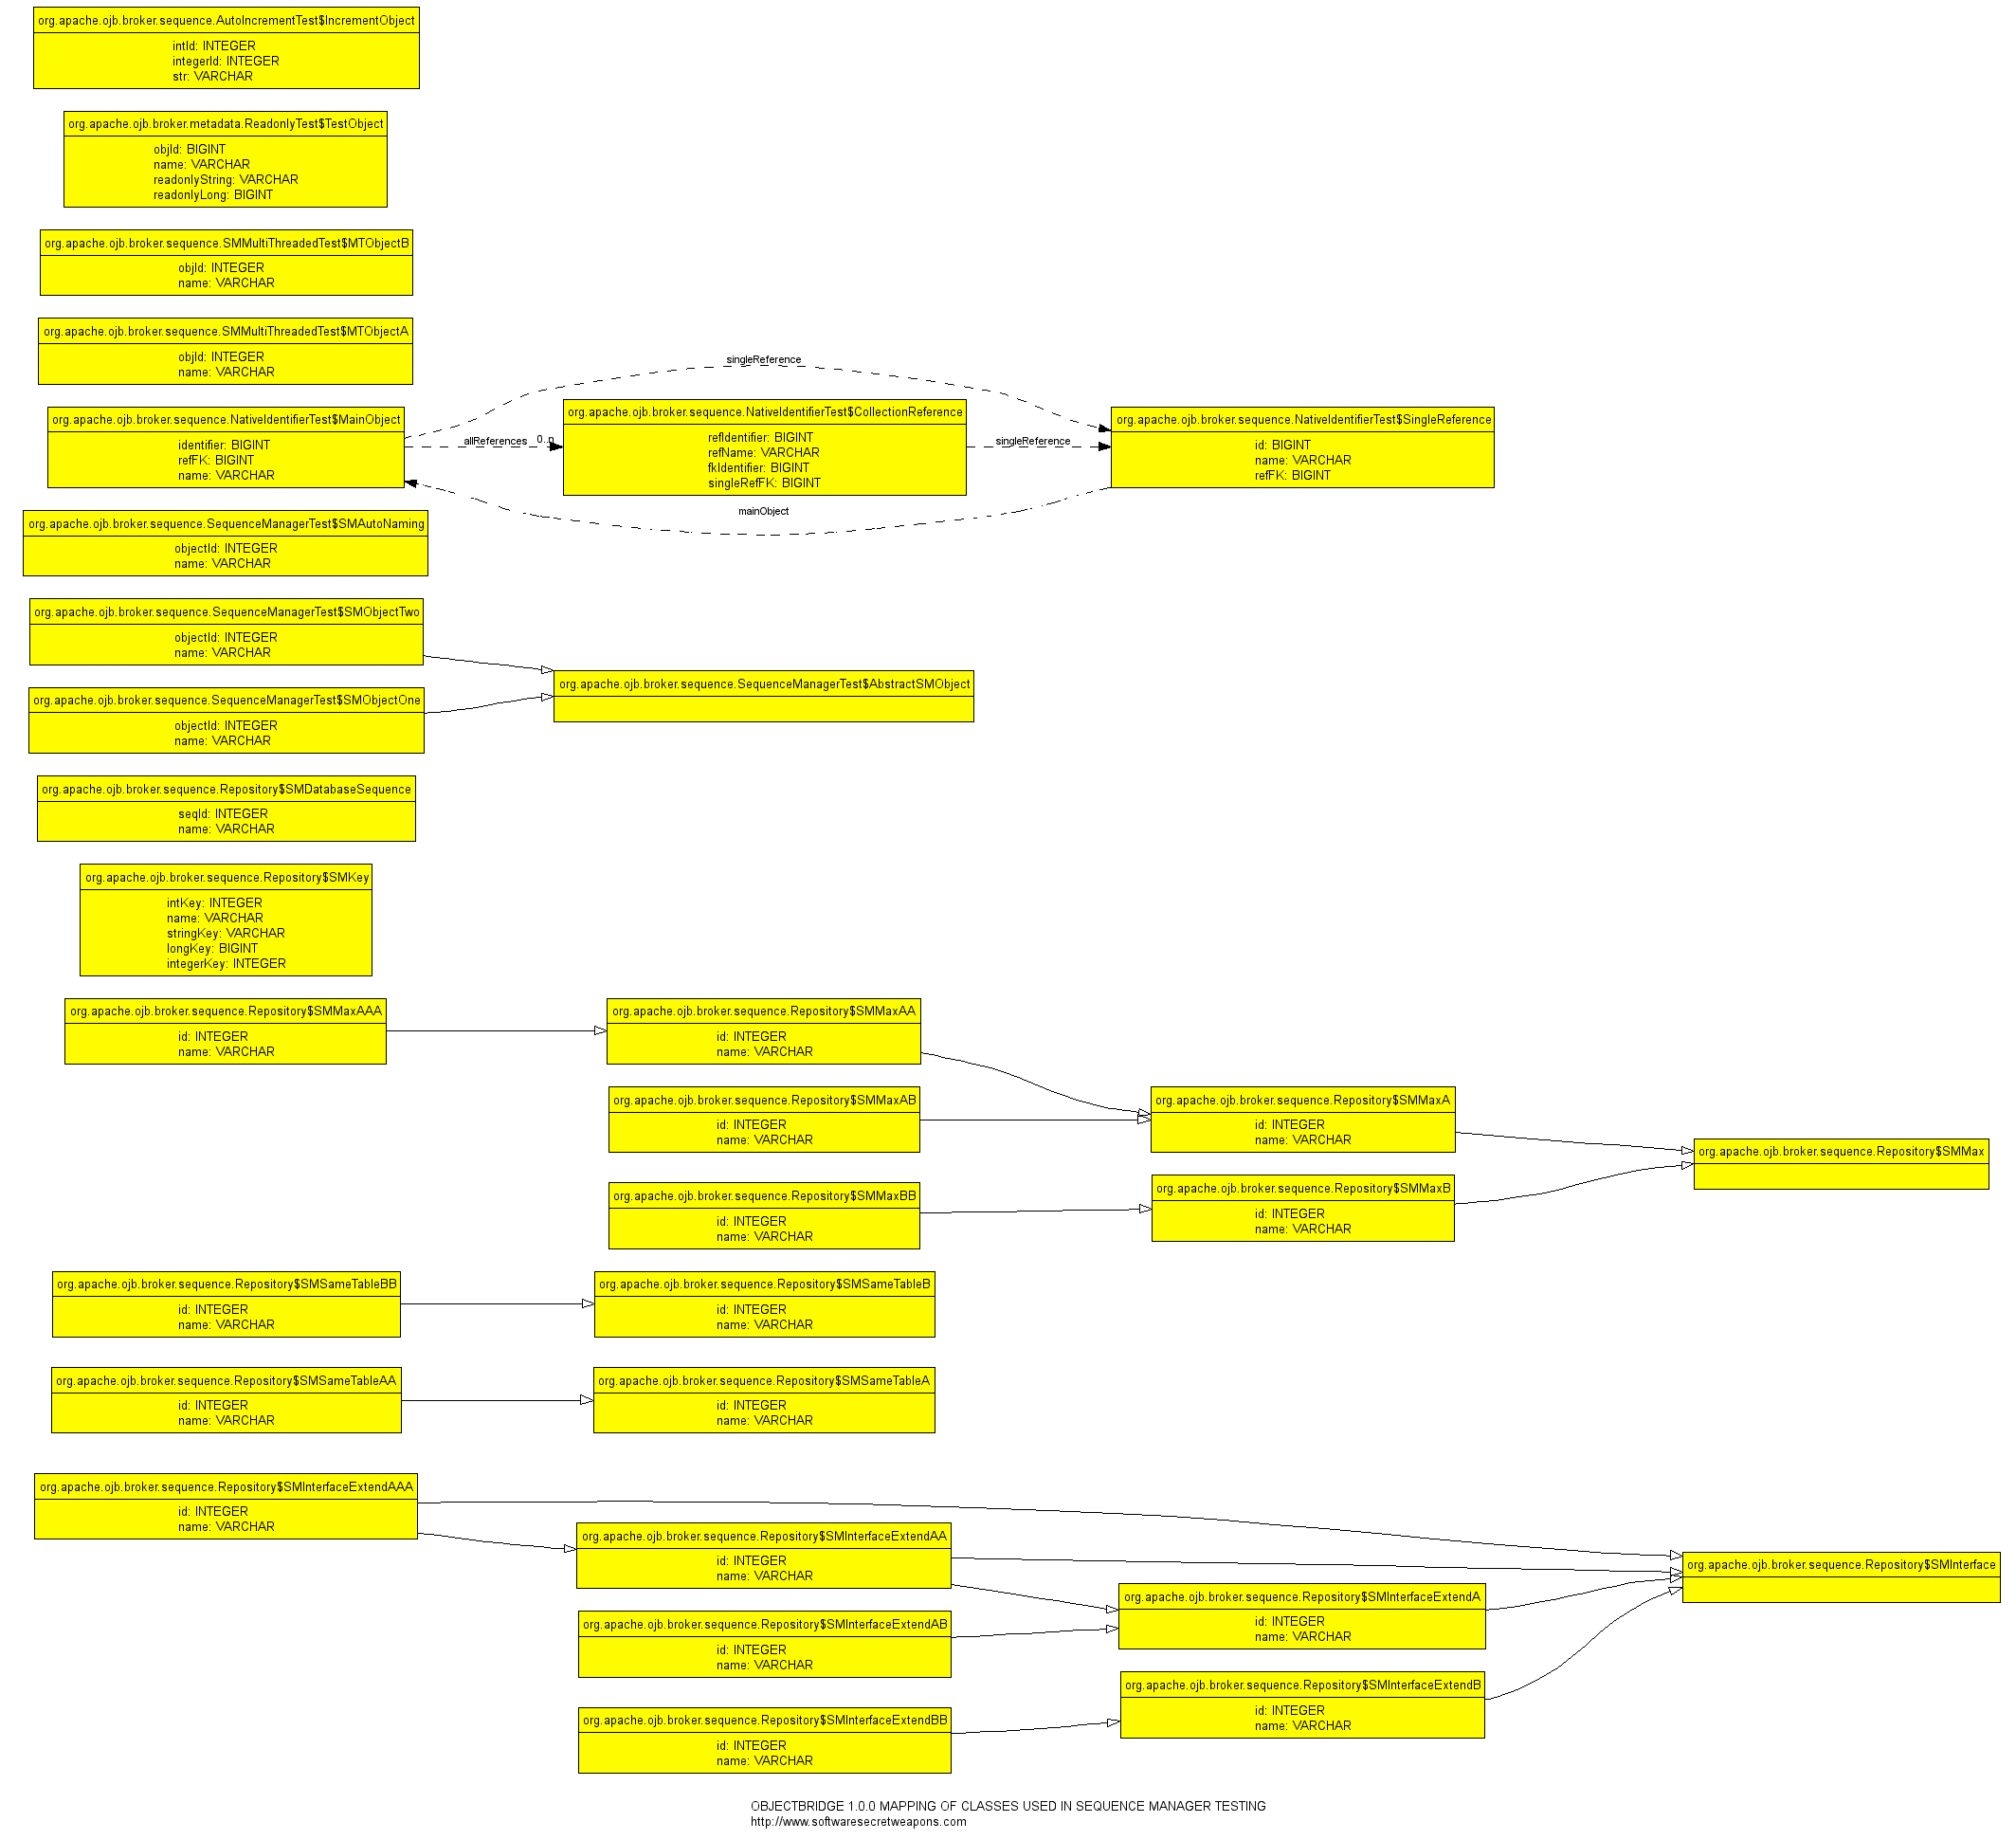 org.apache.ojb.broker.sequence.AutoIncrementTest$IncrementObject
intId: INTEGER
integerId: INTEGER
str: VARCHAR
org.apache.ojb.broker.metadata.ReadonlyTest$TestObject
objId: BIGINT
name: VARCHAR
readonlyString: VARCHAR
readonlyLong: BIGINT
org.apache.ojb.broker.sequence.SMMultiThreadedTest$MTObjectB
objId: INTEGER
name: VARCHAR
org.apache.ojb.broker.sequence.SMMultiThreadedTest$MTObjectA
objId: INTEGER
name: VARCHAR
singleReference
org.apache.ojb.broker.sequence.NativeIdentifierTest$MainObject
identifier: BIGINT
refFK: BIGINT
name: VARCHAR
allReferences 0..n
org.apache.ojb.broker.sequence.NativeIdentifierTest$CollectionReference
refIdentifier: BIGINT
refName: VARCHAR
fkIdentifier: BIGINT
singleRefFK: BIGINT
singleReference
org.apache.ojb.broker.sequence.NativeIdentifierTest$SingleReference
id: BIGINT
name: VARCHAR
refFK: BIGINT
mainObject
org.apache.ojb.broker.sequence.SequenceManagerTest$SMAutoNaming
objectId: INTEGER
name: VARCHAR
org.apache.ojb.broker.sequence.SequenceManagerTest$SMObjectTwo
objectId: INTEGER
name: VARCHAR
org.apache.ojb.broker.sequence.SequenceManagerTest$AbstractSMObject
org.apache.ojb.broker.sequence.SequenceManagerTest$SMObjectOne
objectId: INTEGER
name: VARCHAR
org.apache.ojb.broker.sequence.Repository$SMDatabaseSequence
seqId: INTEGER
name: VARCHAR
org.apache.ojb.broker.sequence.Repository$SMKey
intKey: INTEGER
name: VARCHAR
stringKey: VARCHAR
longKey: BIGINT
integerKey: INTEGER
org.apache.ojb.broker.sequence.Repository$SMMaxAAA
id: INTEGER
name: VARCHAR
org.apache.ojb.broker.sequence.Repository$SMMaxAA
id: INTEGER
name: VARCHAR
org.apache.ojb.broker.sequence.Repository$SMMaxAB
id: INTEGER
name: VARCHAR
org.apache.ojb.broker.sequence.Repository$SMMaxA
id: INTEGER
name: VARCHAR
org.apache.ojb.broker.sequence.Repository$SMMax
org.apache.ojb.broker.sequence.Repository$SMMaxBB
id: INTEGER
name: VARCHAR
org.apache.ojb.broker.sequence.Repository$SMMaxB
id: INTEGER
name: VARCHAR
org.apache.ojb.broker.sequence.Repository$SMSameTableBB
id: INTEGER
name: VARCHAR
org.apache.ojb.broker.sequence.Repository$SMSameTableB
id: INTEGER
name: VARCHAR
org.apache.ojb.broker.sequence.Repository$SMSameTableAA
id: INTEGER
name: VARCHAR
org.apache.ojb.broker.sequence.Repository$SMSameTableA
id: INTEGER
name: VARCHAR
org.apache.ojb.broker.sequence.Repository$SMInterfaceExtendAAA
id: INTEGER
name: VARCHAR
org.apache.ojb.broker.sequence.Repository$SMInterfaceExtendAA
id: INTEGER
name: VARCHAR
org.apache.ojb.broker.sequence.Repository$SMInterface
org.apache.ojb.broker.sequence.Repository$SMInterfaceExtendA
id: INTEGER
name: VARCHAR
org.apache.ojb.broker.sequence.Repository$SMInterfaceExtendAB
id: INTEGER
name: VARCHAR
org.apache.ojb.broker.sequence.Repository$SMInterfaceExtendB
id: INTEGER
name: VARCHAR
org.apache.ojb.broker.sequence.Repository$SMInterfaceExtendBB
id: INTEGER
name: VARCHAR
OBJECTBRIDGE 1.0.0 MAPPING OF CLASSES USED IN SEQUENCE MANAGER TESTING
http://www.softwaresecretweapons.com